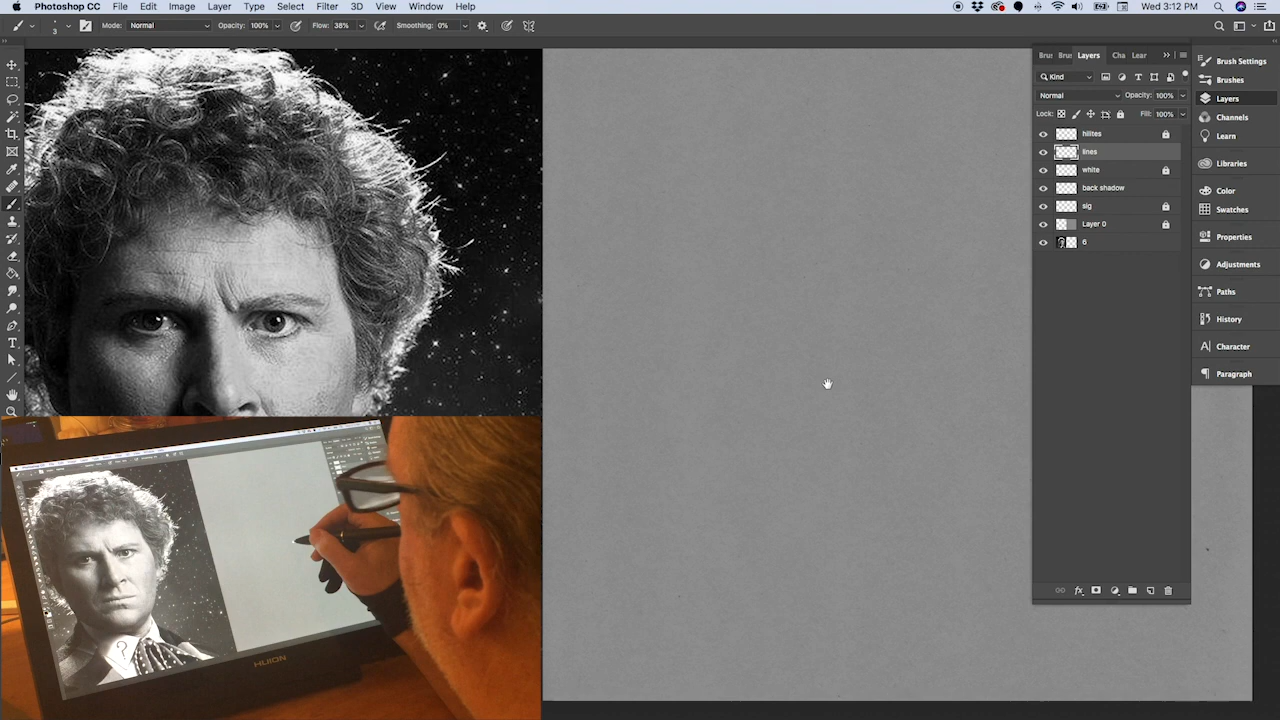 Photoshop CC File Edit Image Layer Type Select Filter 3D View Window Help Wed 3:12 PM
3 Mode: Normal Opacity: 100% Flow: 38% Smoothing: 0%
Bru Bru Layers Cha Lear
Kind
Normal Opacity: 100%
Lock: Fill: 100%
hilites
lines
white
back shadow
sig
Layer 0
6
Brush Settings
Brushes
Layers
Channels
Learn
Libraries
Color
Swatches
Properties
Adjustments
Paths
History
Character
Paragraph
?
HUION